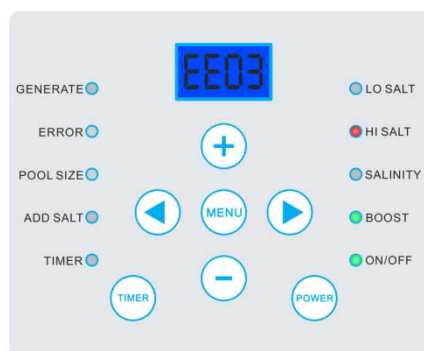 EE03
GENERATE
LO SALT
ERROR
HI SALT
+
POOL SIZE
SALINITY
MENU
ADD SALT
BOOST
TIMER
ON/OFF
−
TIMER
POWER